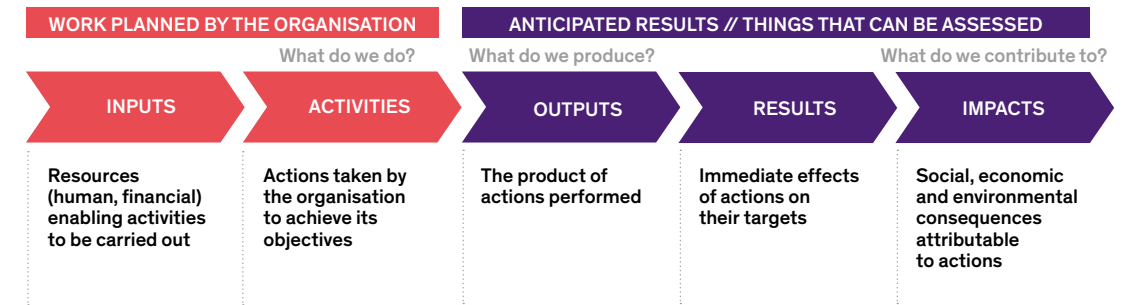 WORK PLANNED BY THE ORGANISATION
ANTICIPATED RESULTS // THINGS THAT CAN BE ASSESSED
What do we do?
What do we produce?
What do we contribute to?
INPUTS
ACTIVITIES
OUTPUTS
RESULTS
IMPACTS
Resources
(human, financial)
enabling activities
to be carried out
Actions taken by
the organisation
to achieve its
objectives
The product of
actions performed
Immediate effects
of actions on
their targets
Social, economic
and environmental
consequences
attributable
to actions